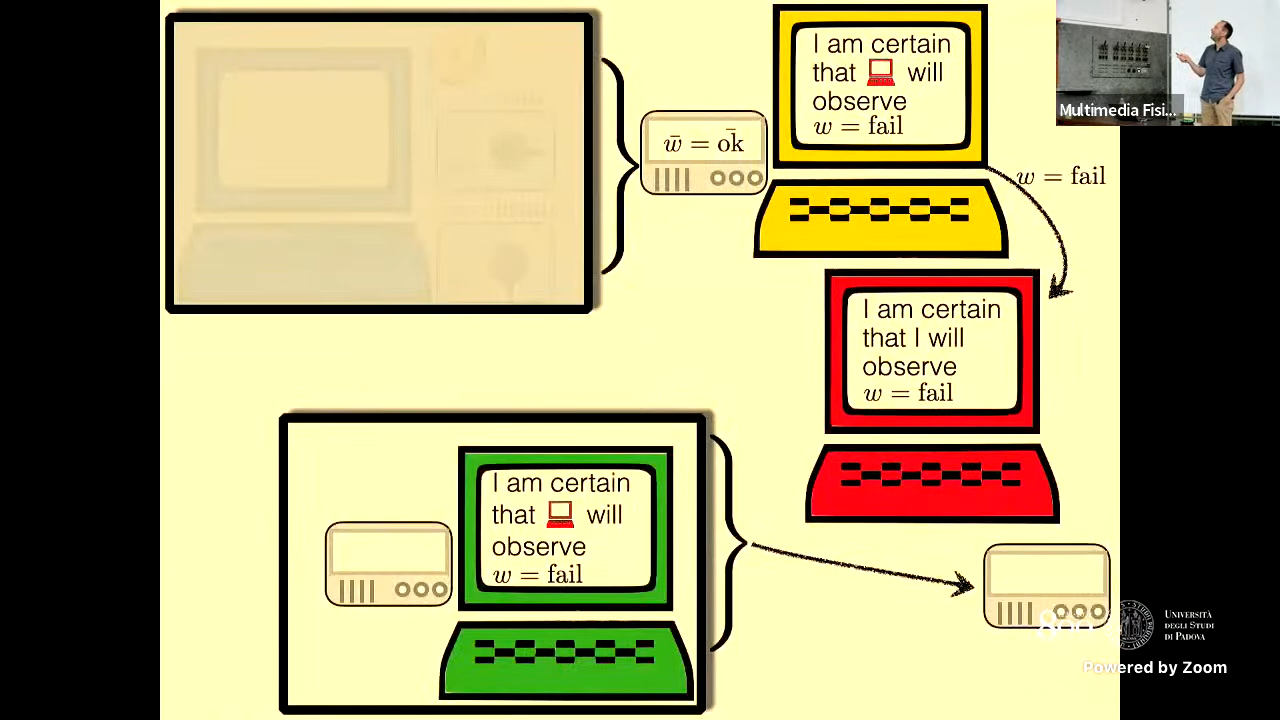 I am certain
that will
observe
w = fail
w̄ = ok̄
w = fail
I am certain
that I will
observe
w = fail
I am certain
that will
observe
w = fail
Multimedia Fisi...
UNIVERSITÀ
DEGLI STUDI
DI PADOVA
Powered by Zoom